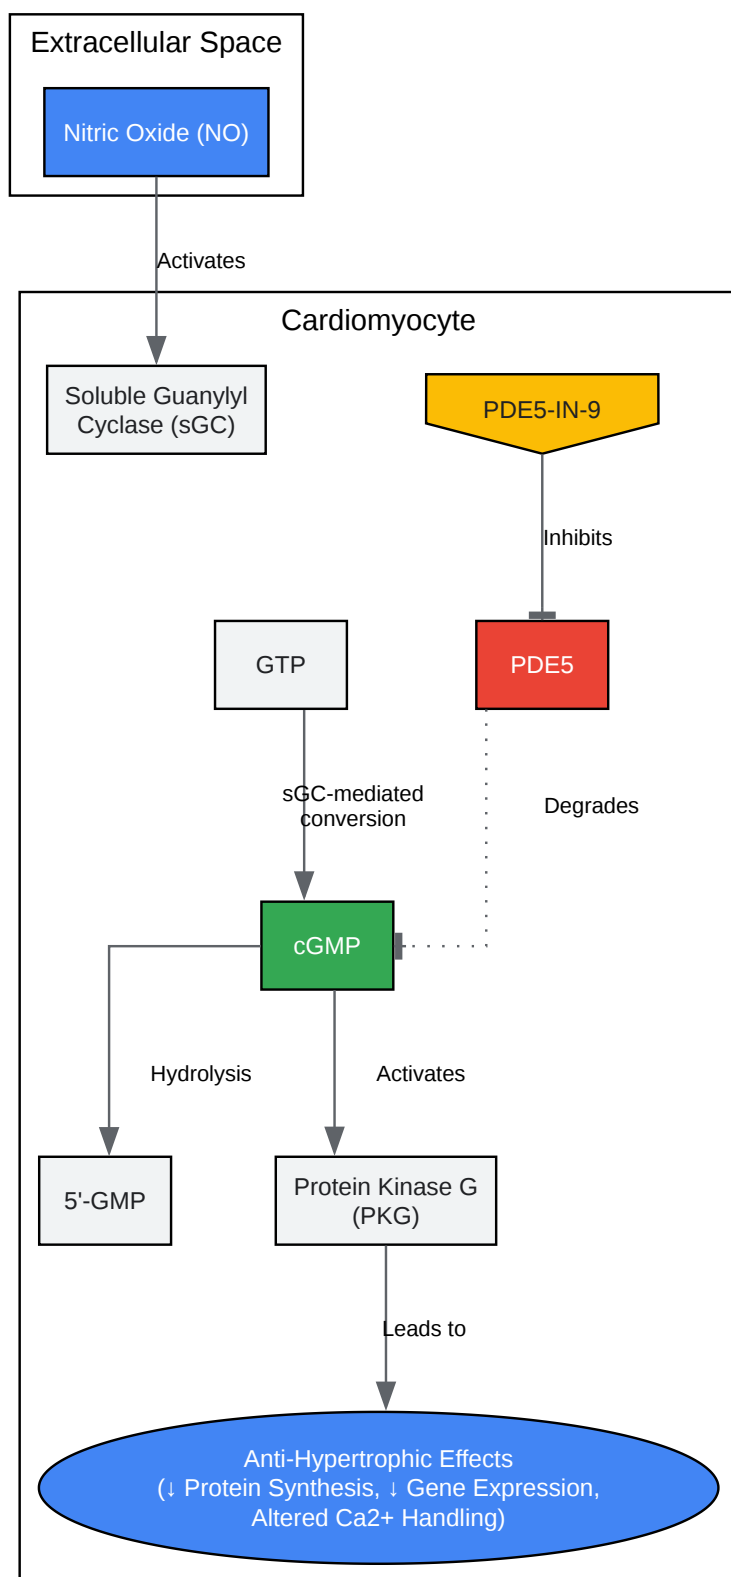 Extracellular Space
Nitric Oxide (NO)
Activates
Cardiomyocyte
Soluble Guanylyl
Cyclase (sGC)
PDE5-IN-9
Inhibits
GTP
PDE5
sGC-mediated
conversion
Degrades
cGMP
Hydrolysis
Activates
5'-GMP
Protein Kinase G
(PKG)
Leads to
Anti-Hypertrophic Effects
(↓ Protein Synthesis, ↓ Gene Expression,
Altered Ca2+ Handling)